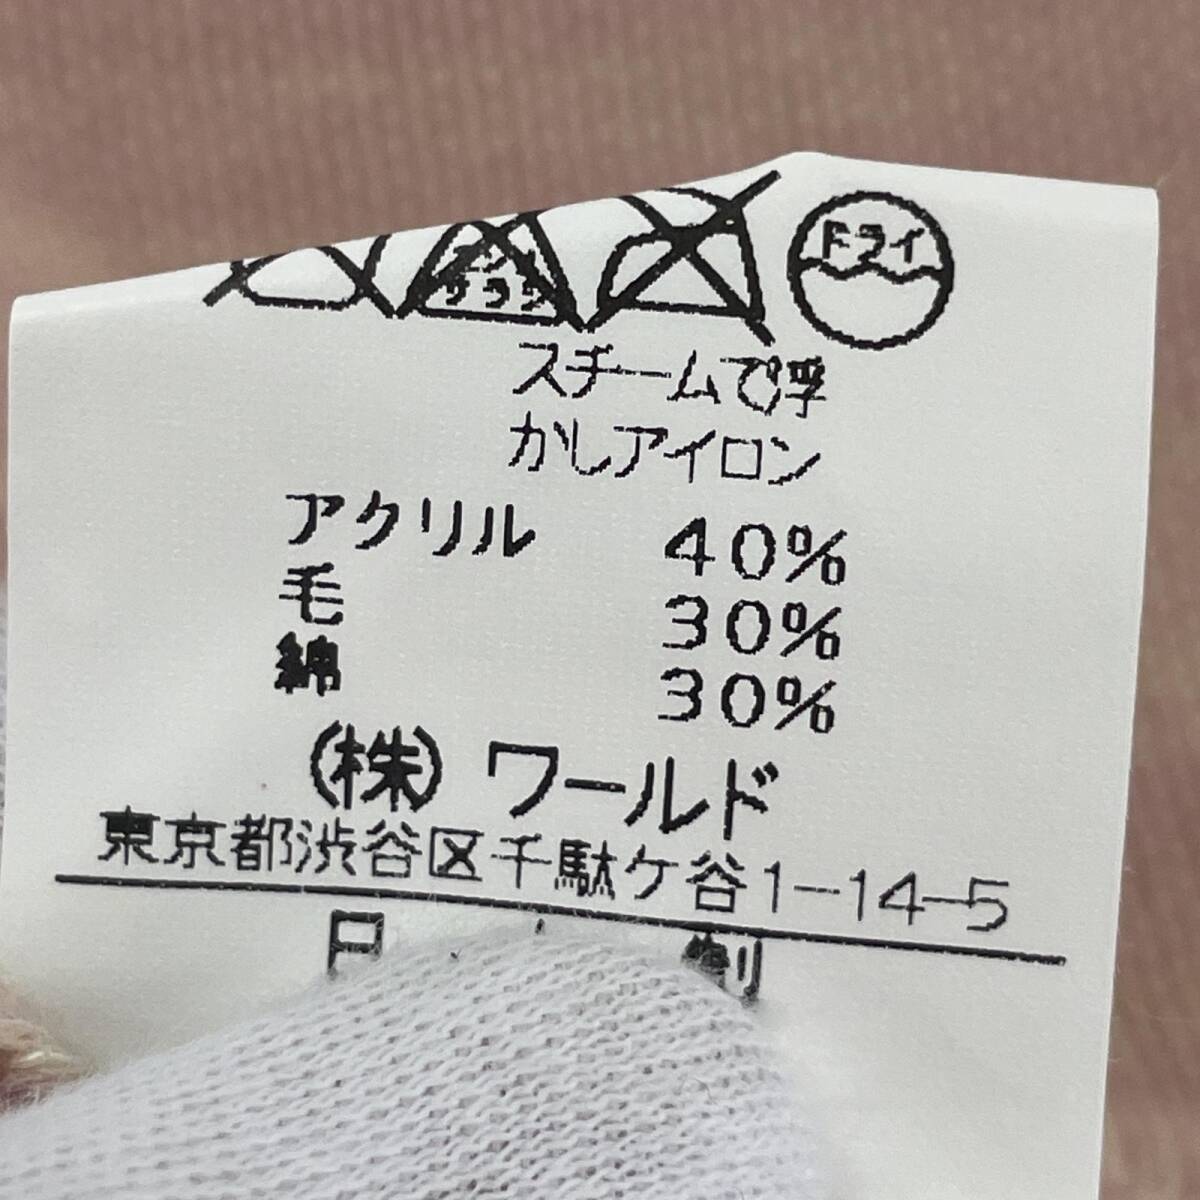 ドライ
スチームで浮
かしアイロン
アクリル 40%
毛 30%
綿 30%
(株)ワールド
東京都渋谷区千駄ケ谷1-14-5